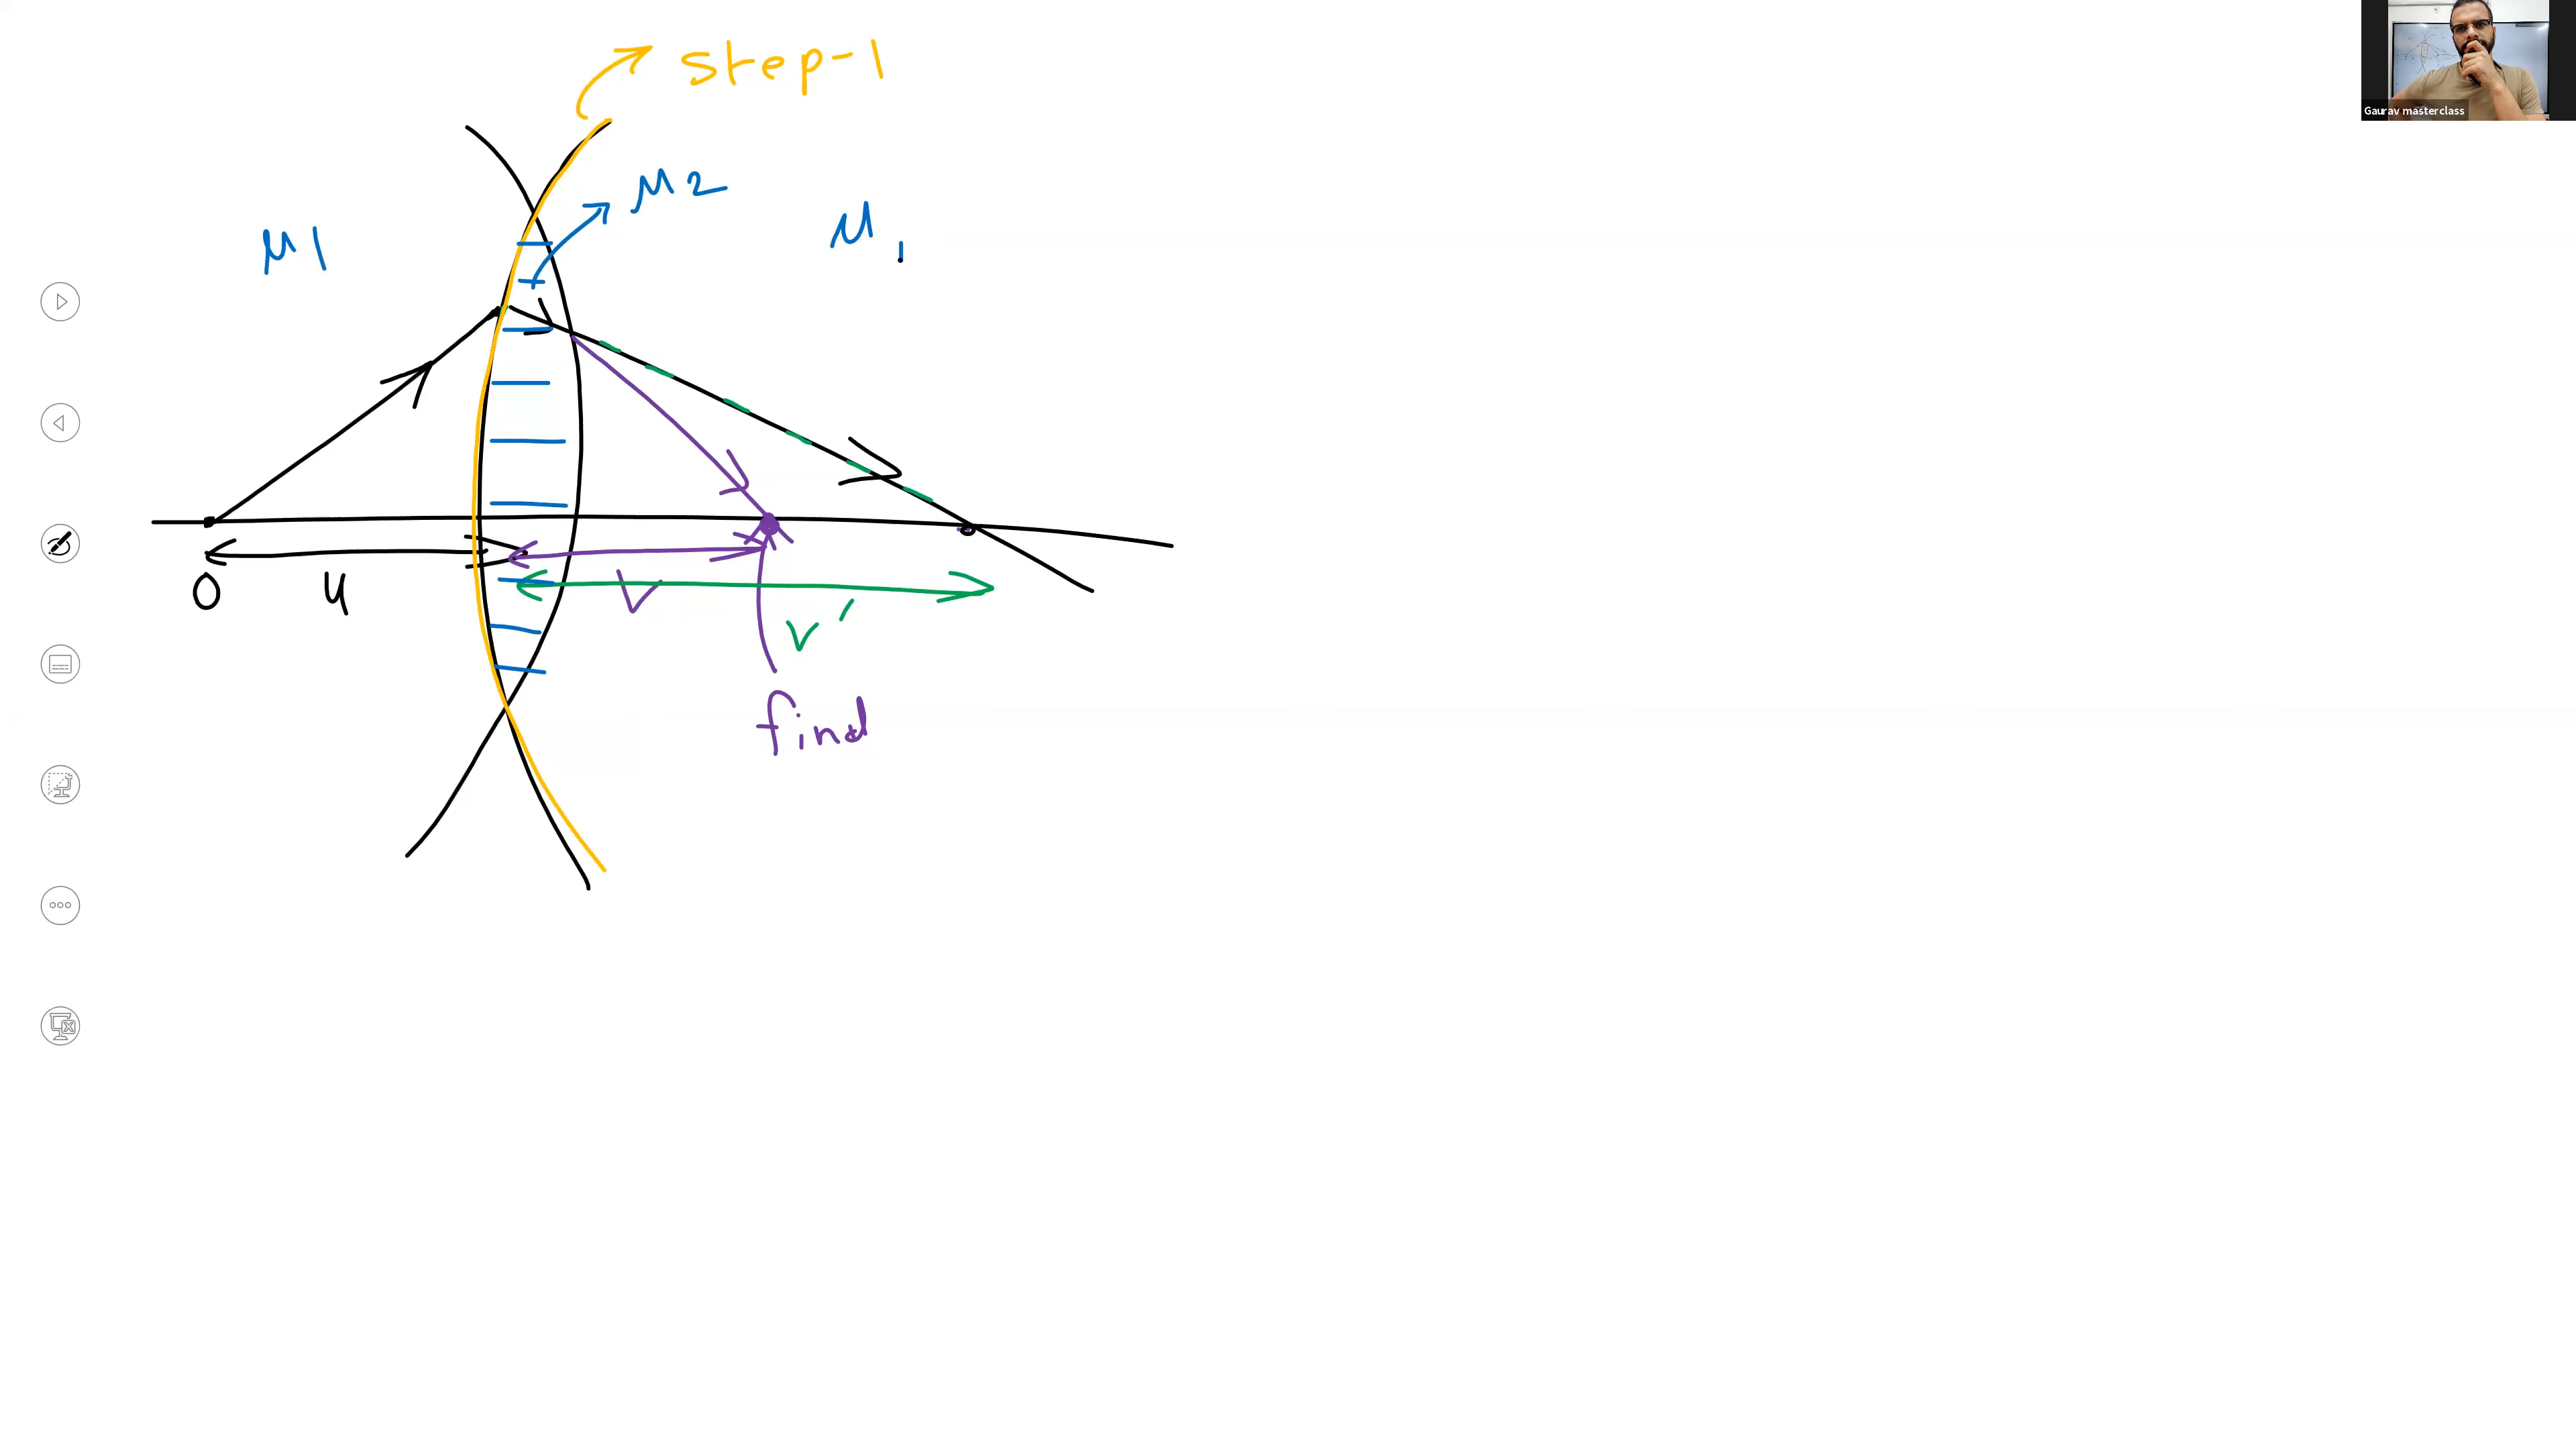 step-1
Gaurav masterclass
μ2
μ1
μ1
O
u
v
v'
find